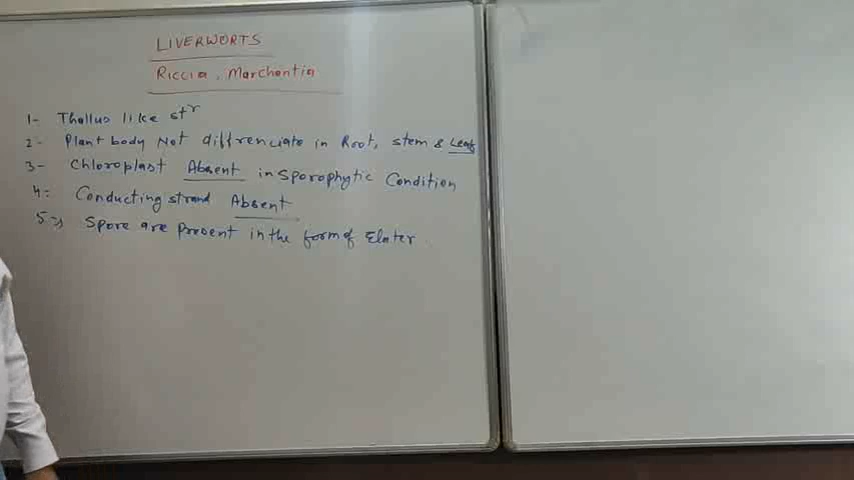 LIVERWORTS
Riccia, Marchantia
1- Thallus like str
2- Plant body Not diffrenciate in Root, stem & Leaf
3- Chloroplast Absent in Sporophytic Condition
4= Conducting strand Absent
5=> Spore are present in the form of Elater.